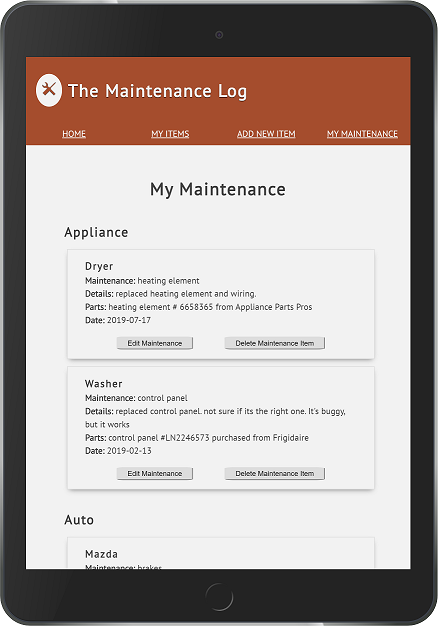 The Maintenance Log
HOME MY ITEMS ADD NEW ITEM MY MAINTENANCE
My Maintenance
Appliance
Dryer
Maintenance: heating element
Details: replaced heating element and wiring.
Parts: heating element # 6658365 from Appliance Parts Pros
Date: 2019-07-17
Edit Maintenance Delete Maintenance Item
Washer
Maintenance: control panel
Details: replaced control panel. not sure if its the right one. It's buggy,
but it works
Parts: control panel #LN2246573 purchased from Frigidaire
Date: 2019-02-13
Edit Maintenance Delete Maintenance Item
Auto
Mazda
Maintenance: brakes